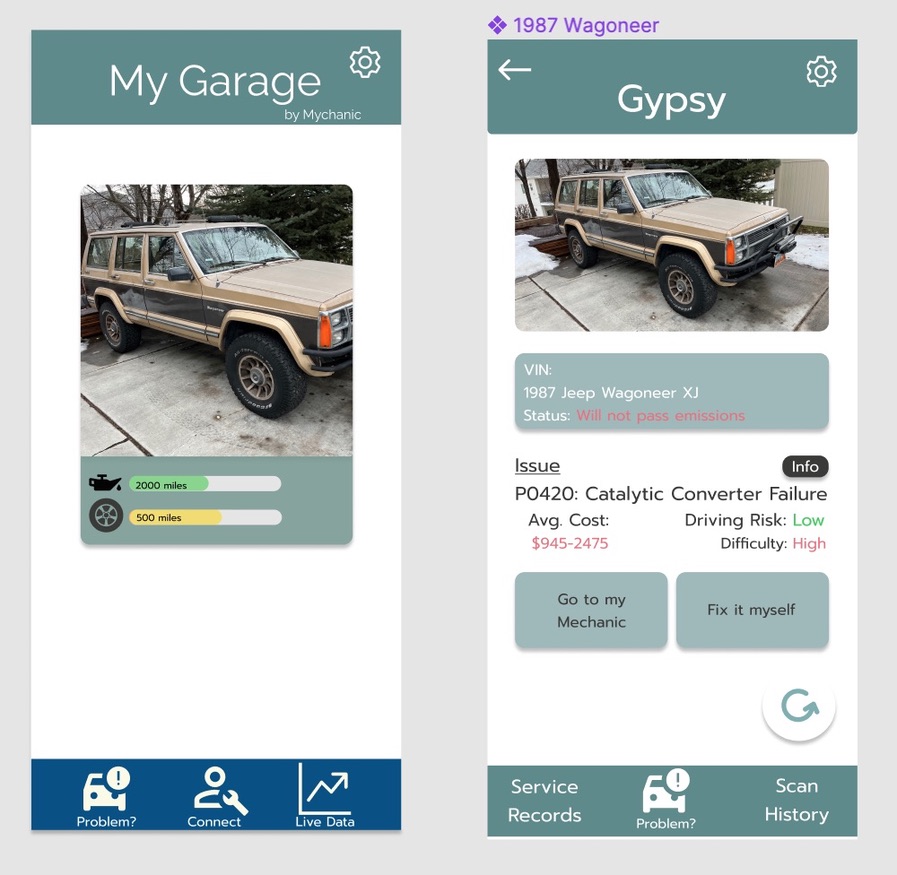 My Garage
by Mychanic
2000 miles
500 miles
Problem?
Connect
Live Data
1987 Wagoneer
Gypsy
VIN:
1987 Jeep Wagoneer XJ
Status: Will not pass emissions
Issue
Info
P0420: Catalytic Converter Failure
Avg. Cost:
Driving Risk: Low
$945-2475
Difficulty: High
Go to my
Mechanic
Fix it myself
Service
Records
Problem?
Scan
History